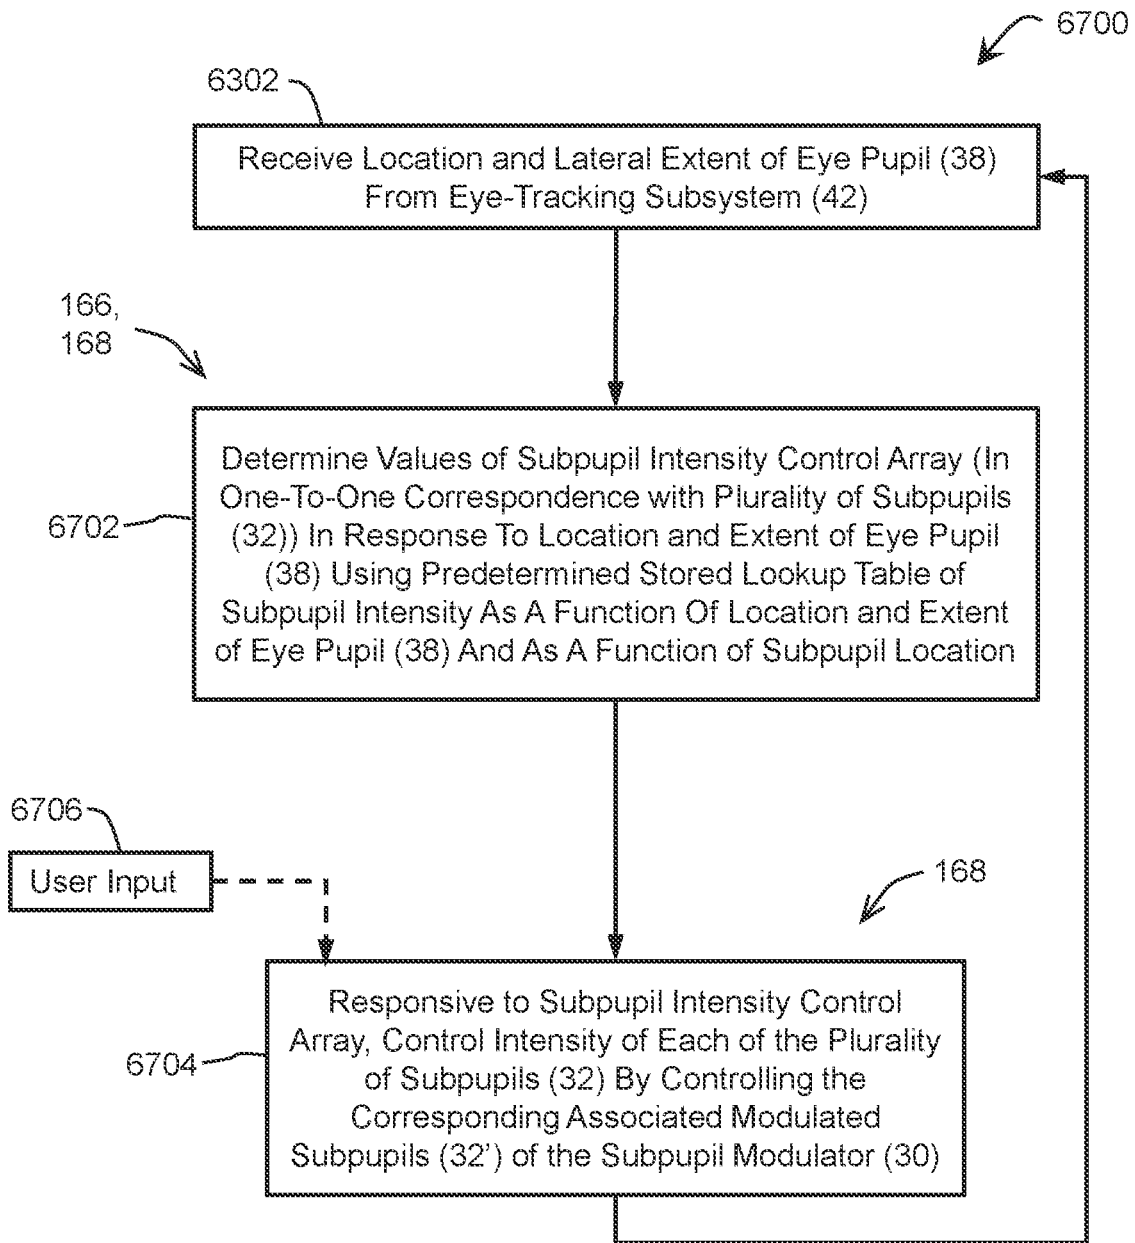 6700
6302
Receive Location and Lateral Extent of Eye Pupil (38)
From Eye-Tracking Subsystem (42)
166,
168
6702
Determine Values of Subpupil Intensity Control Array (In
One-To-One Correspondence with Plurality of Subpupils
(32)) In Response To Location and Extent of Eye Pupil
(38) Using Predetermined Stored Lookup Table of
Subpupil Intensity As A Function Of Location and Extent
of Eye Pupil (38) And As A Function of Subpupil Location
6706
User Input
168
6704
Responsive to Subpupil Intensity Control
Array, Control Intensity of Each of the Plurality
of Subpupils (32) By Controlling the
Corresponding Associated Modulated
Subpupils (32') of the Subpupil Modulator (30)